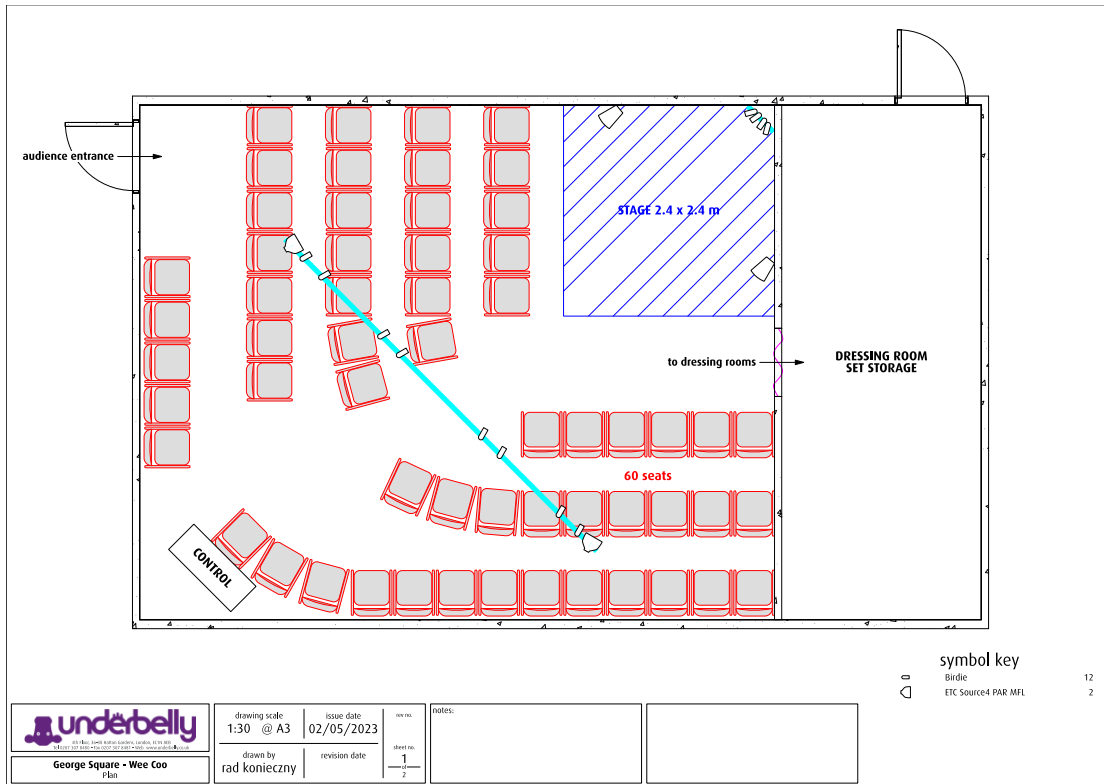 audience entrance
STAGE 2.4 x 2.4 m
to dressing rooms
DRESSING ROOM
SET STORAGE
60 seats
CONTROL
symbol key
Birdie 12
ETC Source4 PAR MFL 2
underbelly
George Square - Wee Coo
Plan
drawing scale
1:30 @ A3
issue date
02/05/2023
rev no.
drawn by
rad konieczny
revision date
sheet no.
1
of
2
notes: